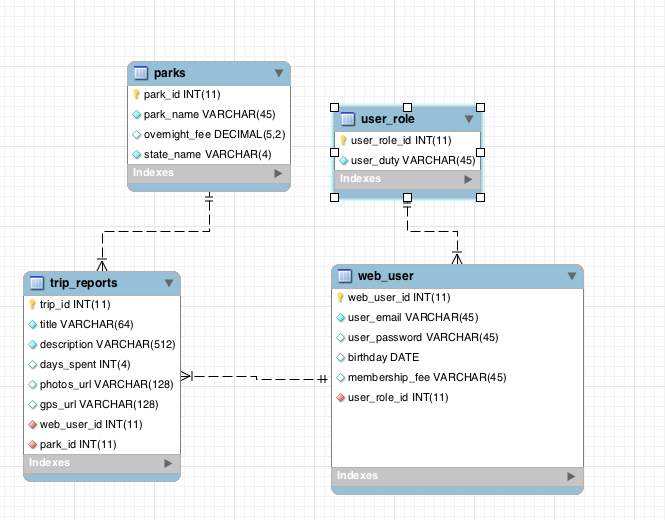 parks
park_id INT(11)
park_name VARCHAR(45)
overnight_fee DECIMAL(5,2)
state_name VARCHAR(4)
Indexes
user_role
user_role_id INT(11)
user_duty VARCHAR(45)
Indexes
trip_reports
trip_id INT(11)
title VARCHAR(64)
description VARCHAR(512)
days_spent INT(4)
photos_url VARCHAR(128)
gps_url VARCHAR(128)
web_user_id INT(11)
park_id INT(11)
Indexes
web_user
web_user_id INT(11)
user_email VARCHAR(45)
user_password VARCHAR(45)
birthday DATE
membership_fee VARCHAR(45)
user_role_id INT(11)
Indexes